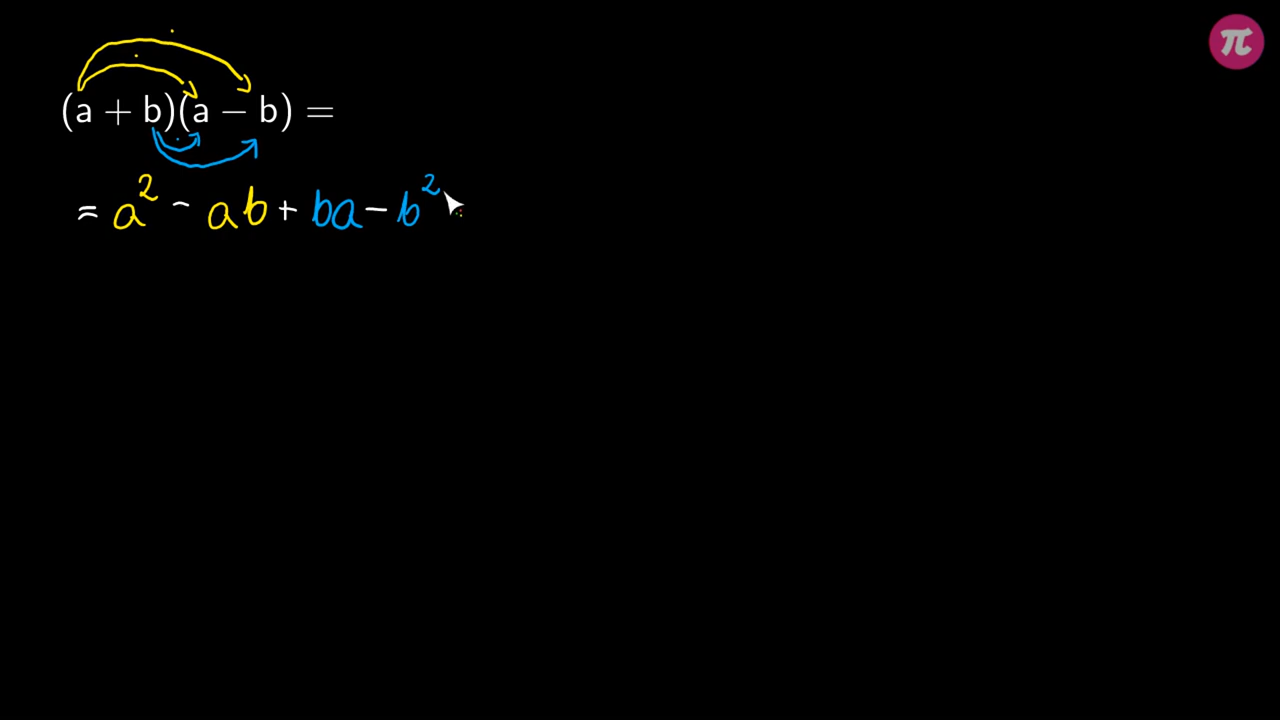 π
(a + b)(a − b) =
= a² - ab + ba - b²